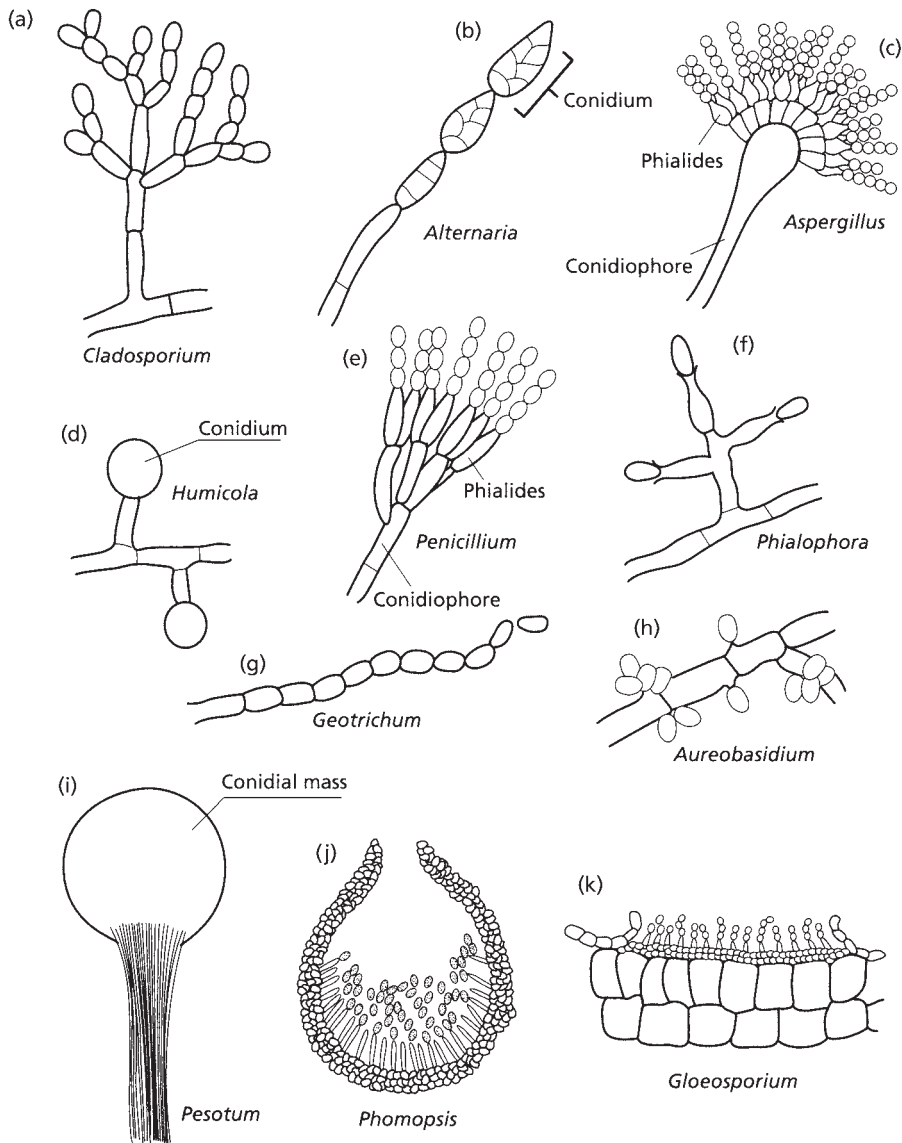 (a)
Cladosporium
(b)
Conidium
Alternaria
(c)
Phialides
Aspergillus
Conidiophore
(d)
Conidium
Humicola
(e)
Phialides
Penicillium
Conidiophore
(f)
Phialophora
(g)
Geotrichum
(h)
Aureobasidium
(i)
Conidial mass
Pesotum
(j)
Phomopsis
(k)
Gloeosporium